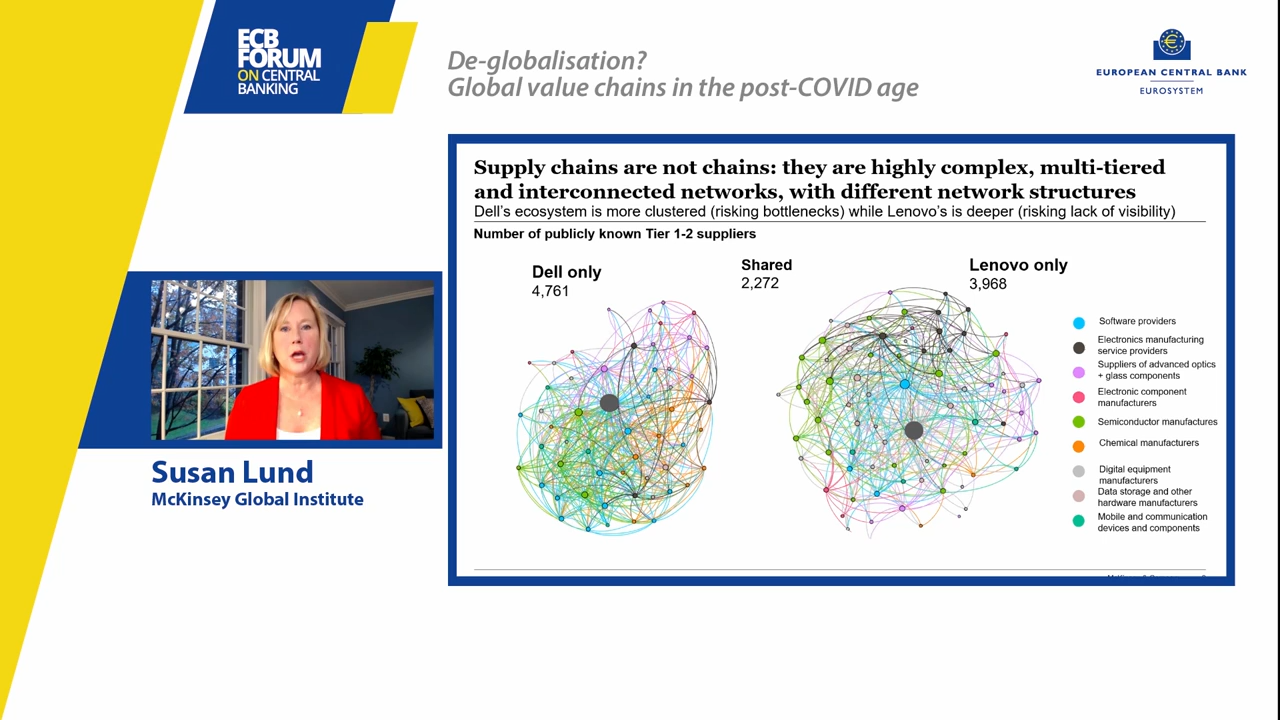 ECB
FORUM
ON CENTRAL
BANKING
De-globalisation?
Global value chains in the post-COVID age
EUROPEAN CENTRAL BANK
EUROSYSTEM
Supply chains are not chains: they are highly complex, multi-tiered
and interconnected networks, with different network structures
Dell's ecosystem is more clustered (risking bottlenecks) while Lenovo's is deeper (risking lack of visibility)
Number of publicly known Tier 1-2 suppliers
Dell only
4,761
Shared
2,272
Lenovo only
3,968
Software providers
Electronics manufacturing
service providers
Suppliers of advanced optics
+ glass components
Electronic component
manufacturers
Semiconductor manufactures
Chemical manufacturers
Digital equipment
manufacturers
Data storage and other
hardware manufacturers
Mobile and communication
devices and components
Susan Lund
McKinsey Global Institute